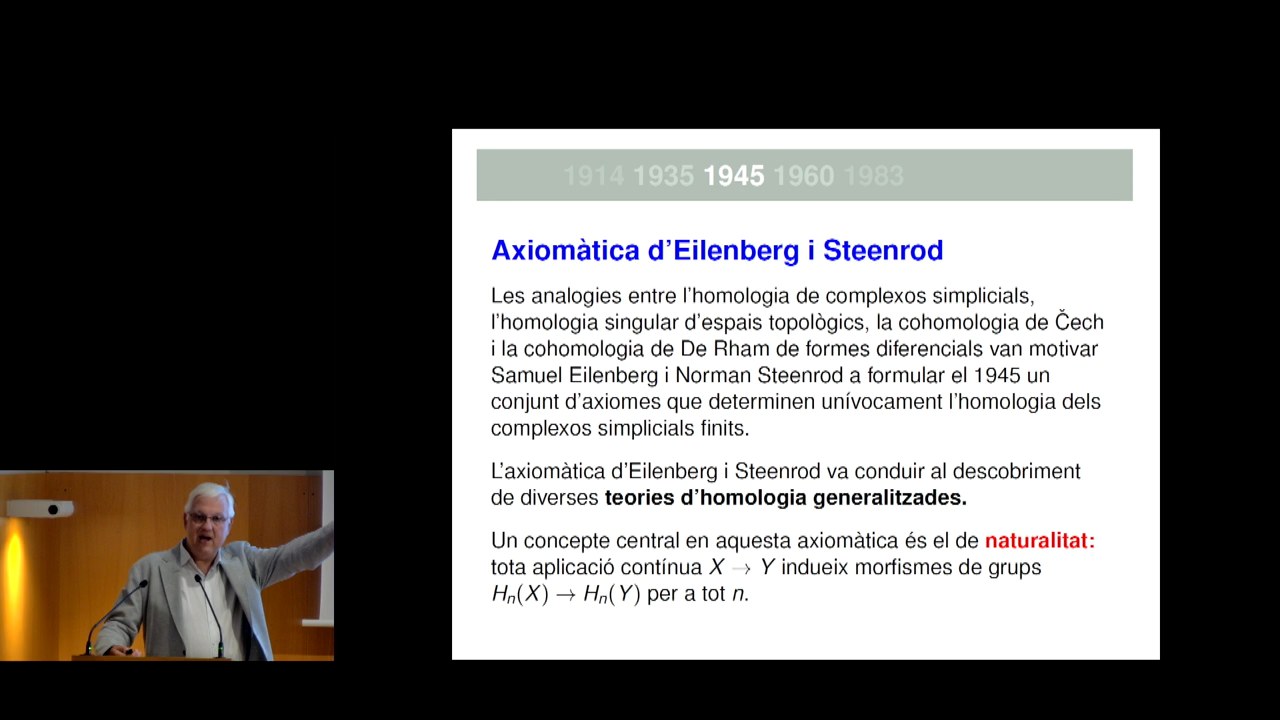 1914 1935 1945 1960 1983
Axiomàtica d'Eilenberg i Steenrod
Les analogies entre l'homologia de complexos simplicials,
l'homologia singular d'espais topològics, la cohomologia de Čech
i la cohomologia de De Rham de formes diferencials van motivar
Samuel Eilenberg i Norman Steenrod a formular el 1945 un
conjunt d'axiomes que determinen unívocament l'homologia dels
complexos simplicials finits.
L'axiomàtica d'Eilenberg i Steenrod va conduir al descobriment
de diverses teories d'homologia generalitzades.
Un concepte central en aquesta axiomàtica és el de naturalitat:
tota aplicació contínua X → Y indueix morfismes de grups
Hₙ(X) → Hₙ(Y) per a tot n.